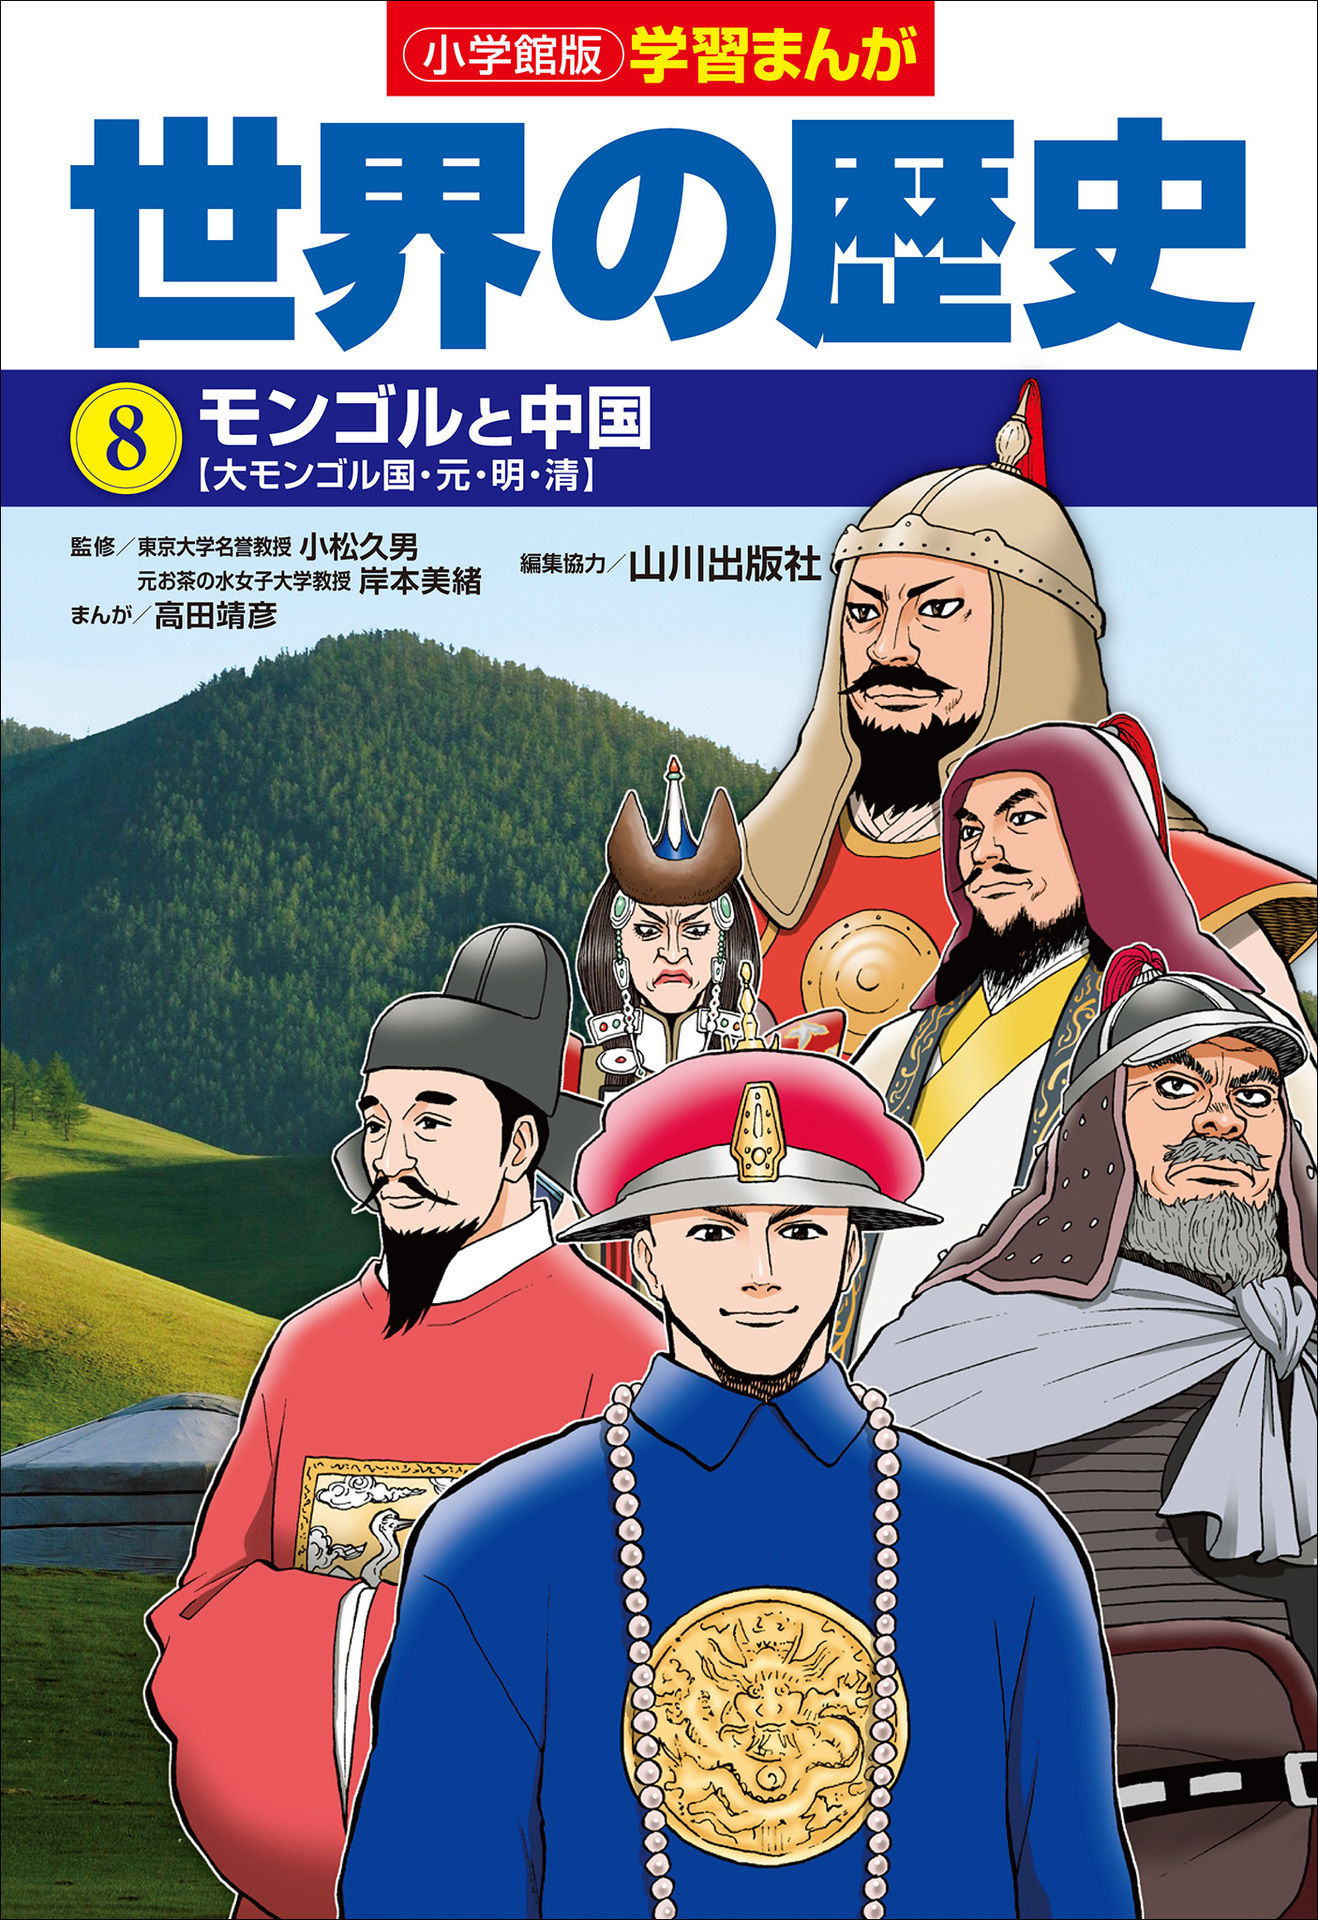 小学館版 学習まんが
世界の歴史
8 モンゴルと中国
【大モンゴル国・元・明・清】
監修／東京大学名誉教授 小松久男
元お茶の水女子大学教授 岸本美緒
まんが／高田靖彦
編集協力／山川出版社